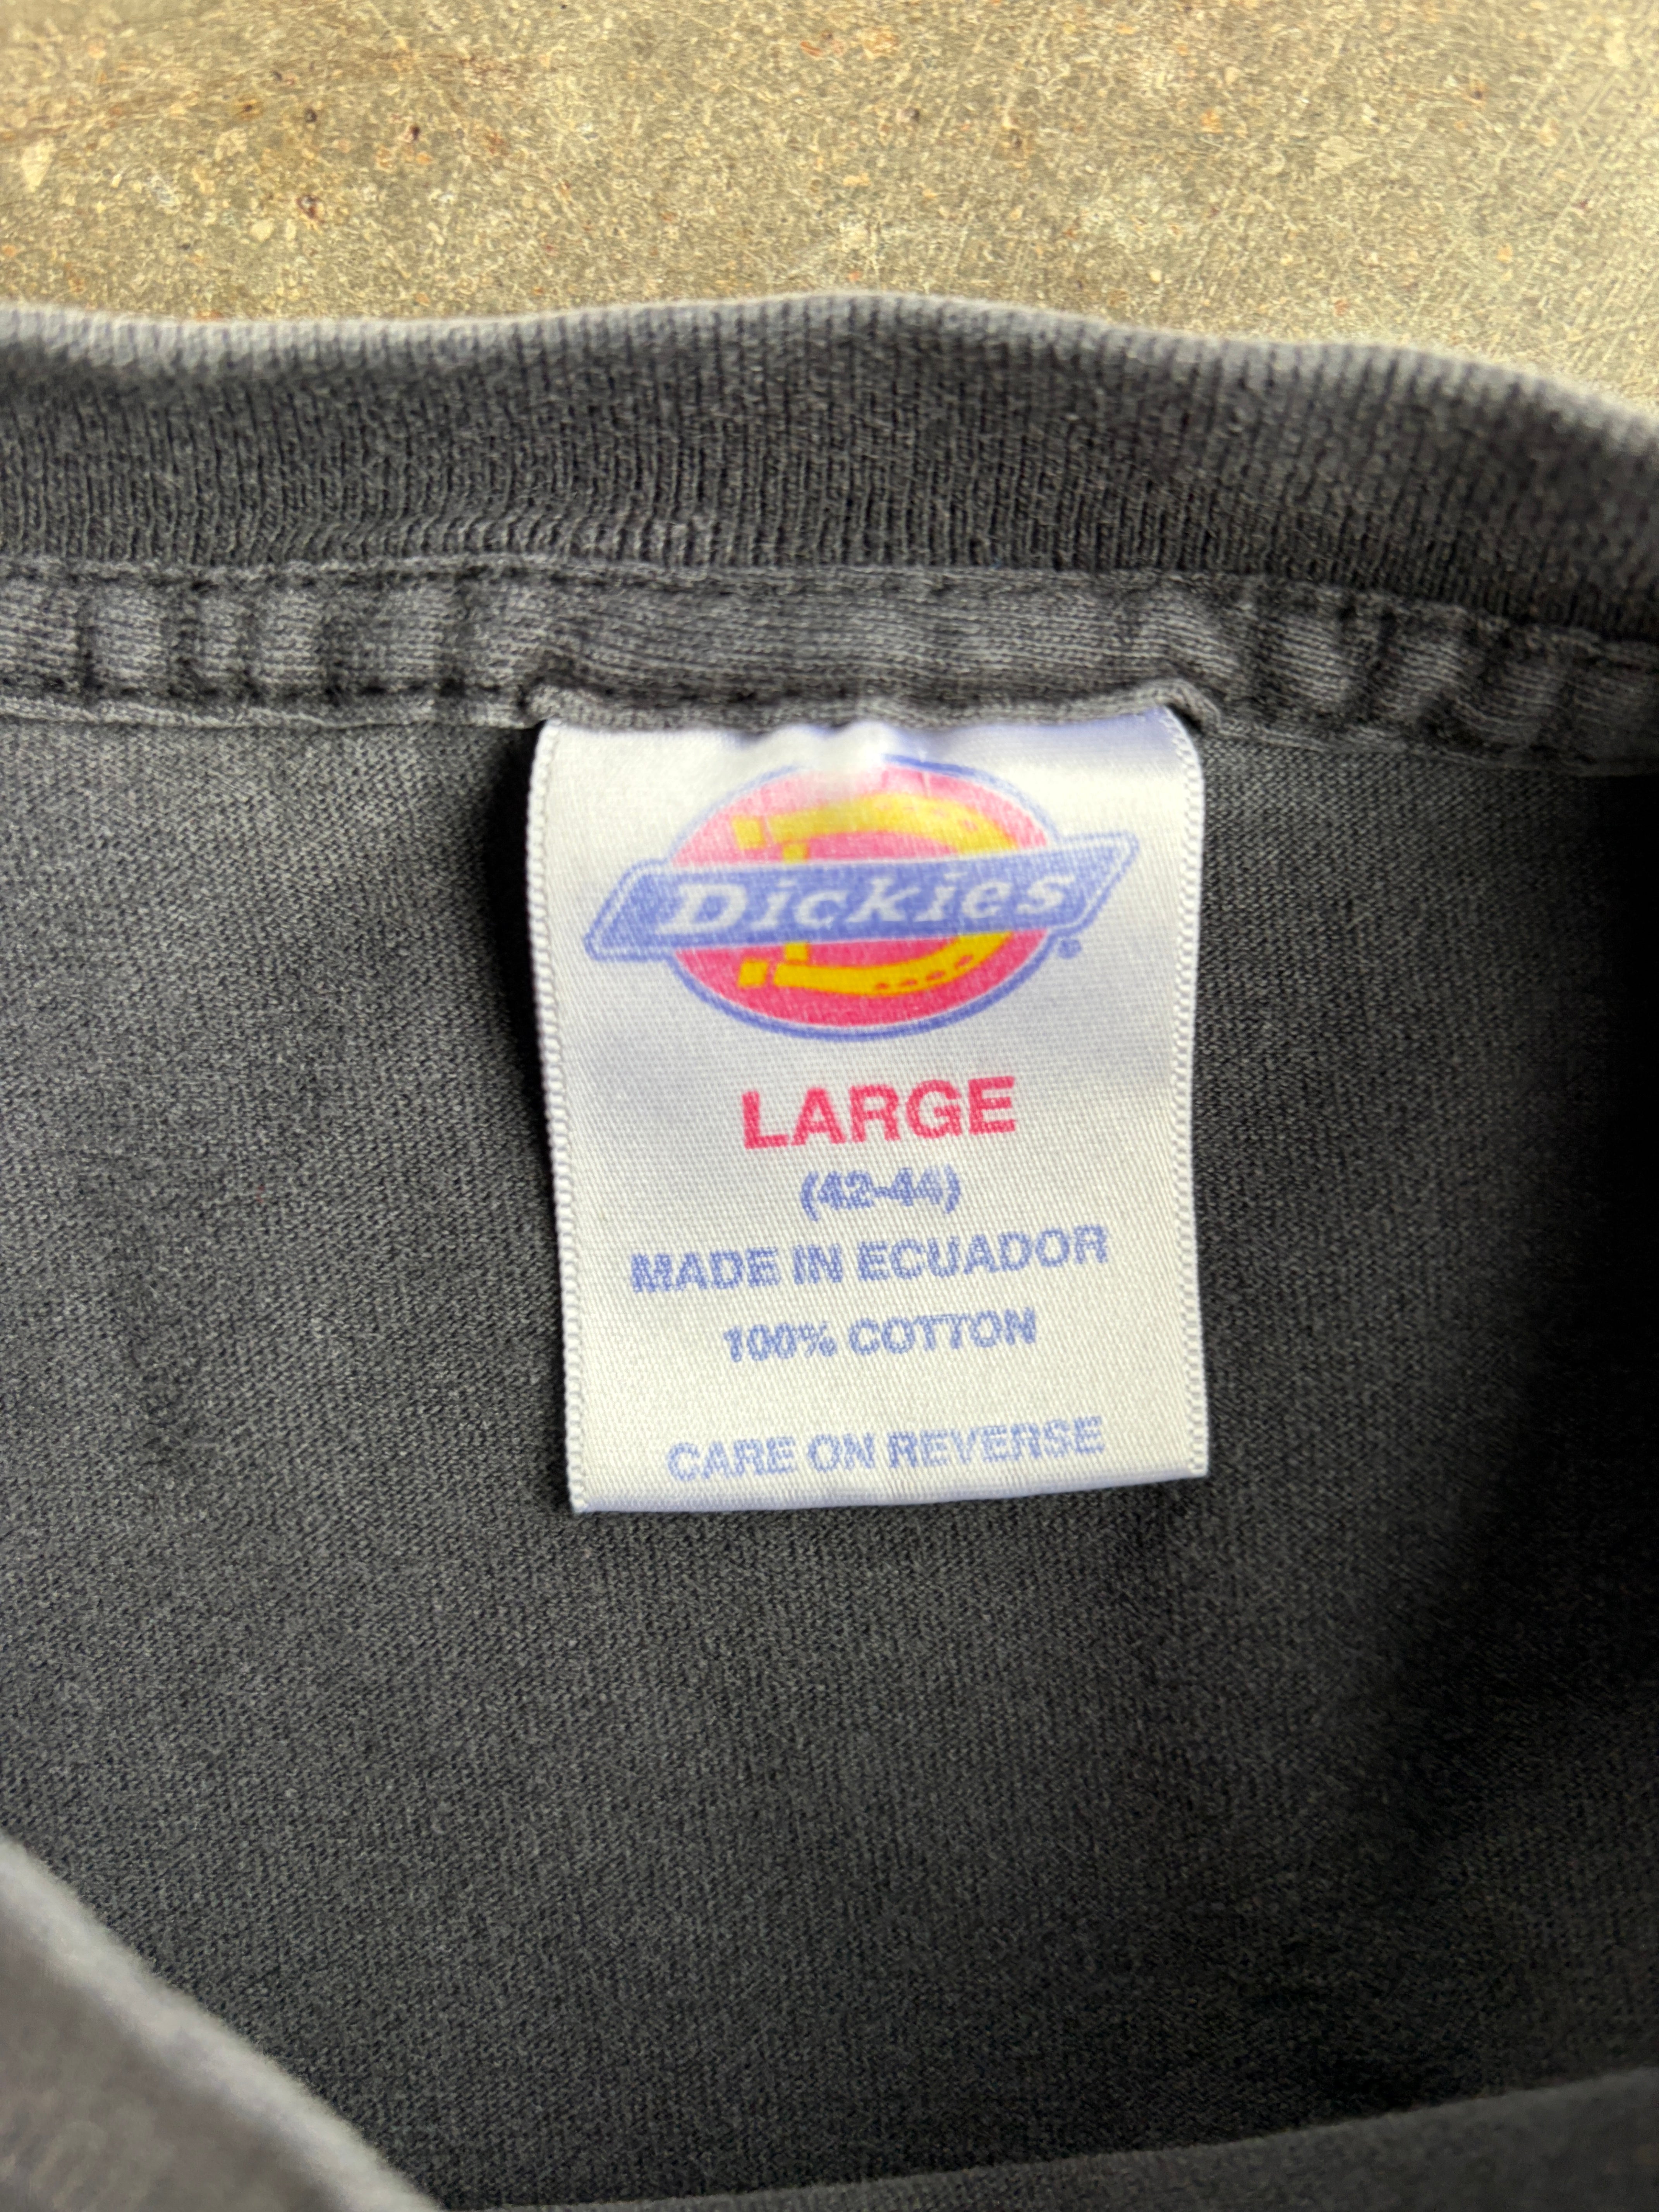 Dickies®
LARGE
(42-44)
MADE IN ECUADOR
100% COTTON
CARE ON REVERSE